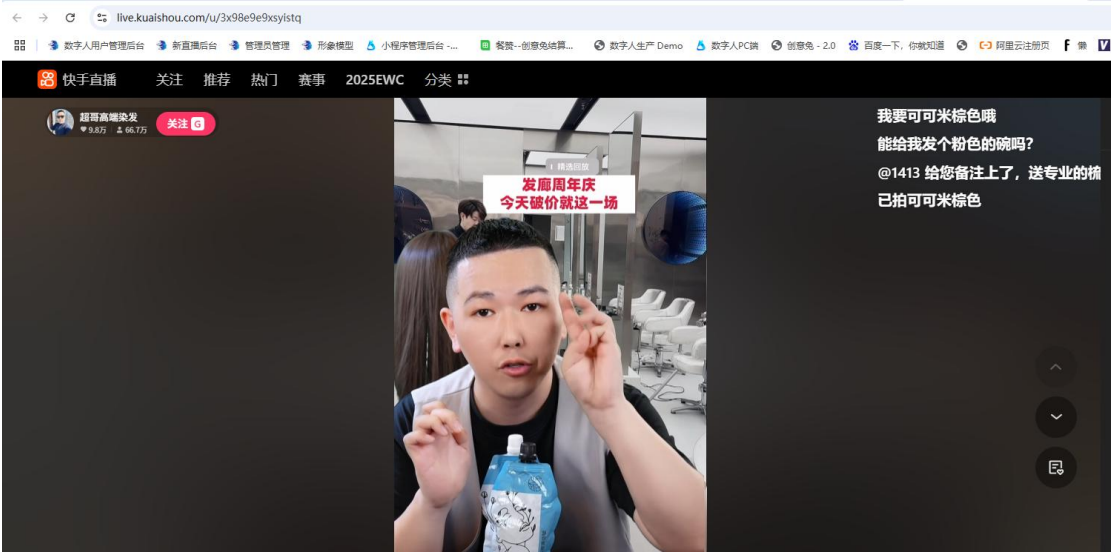 live.kuaishou.com/u/3x98e9e9xsyistq
数字人用户管理后台 新直播后台 管理员管理 形象模型 小程序管理后台 -... 餐赞--创意兔结算... 数字人生产 Demo 数字人PC端 创意兔 - 2.0 百度一下，你就知道 阿里云注册页 懒
快手直播 关注 推荐 热门 赛事 2025EWC 分类
超哥高端染发
9.8万 66.7万
关注 G
精选回放
发廊周年庆
今天破价就这一场
我要可可米棕色哦
能给我发个粉色的碗吗?
@1413 给您备注上了，送专业的梳
已拍可可米棕色